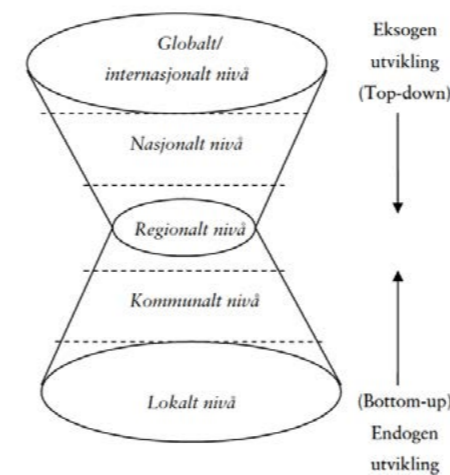 Globalt/
internasjonalt nivå
Nasjonalt nivå
Regionalt nivå
Kommunalt nivå
Lokalt nivå
Eksogen
utvikling
(Top-down)
(Bottom-up)
Endogen
utvikling